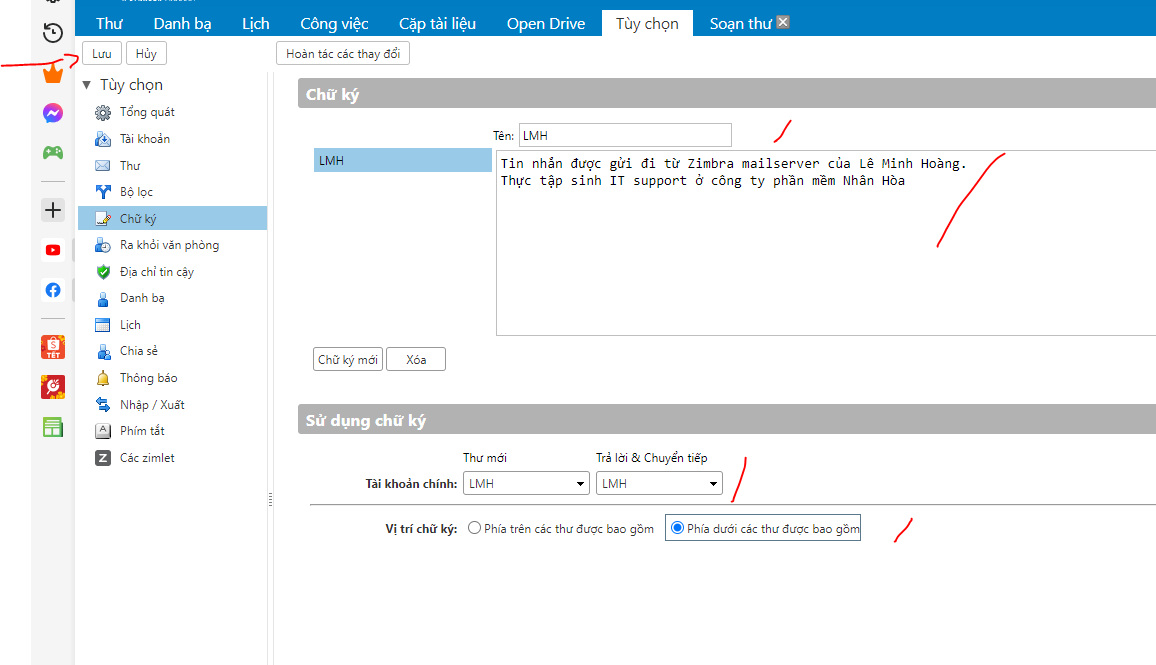 Thư Danh bạ Lịch Công việc Cặp tài liệu Open Drive Tùy chọn Soạn thư
Lưu Hủy Hoàn tác các thay đổi
Tùy chọn
Tổng quát
Tài khoản
Thư
Bộ lọc
Chữ ký
Ra khỏi văn phòng
Địa chỉ tin cậy
Danh bạ
Lịch
Chia sẻ
Thông báo
Nhập / Xuất
Phím tắt
Các zimlet
Chữ ký
Tên: LMH
LMH
Tin nhắn được gửi đi từ Zimbra mailserver của Lê Minh Hoàng.
Thực tập sinh IT support ở công ty phần mềm Nhân Hòa
Chữ ký mới Xóa
Sử dụng chữ ký
Thư mới Trả lời & Chuyển tiếp
Tài khoản chính: LMH LMH
Vị trí chữ ký: Phía trên các thư được bao gồm Phía dưới các thư được bao gồm
TẾT
A
Z